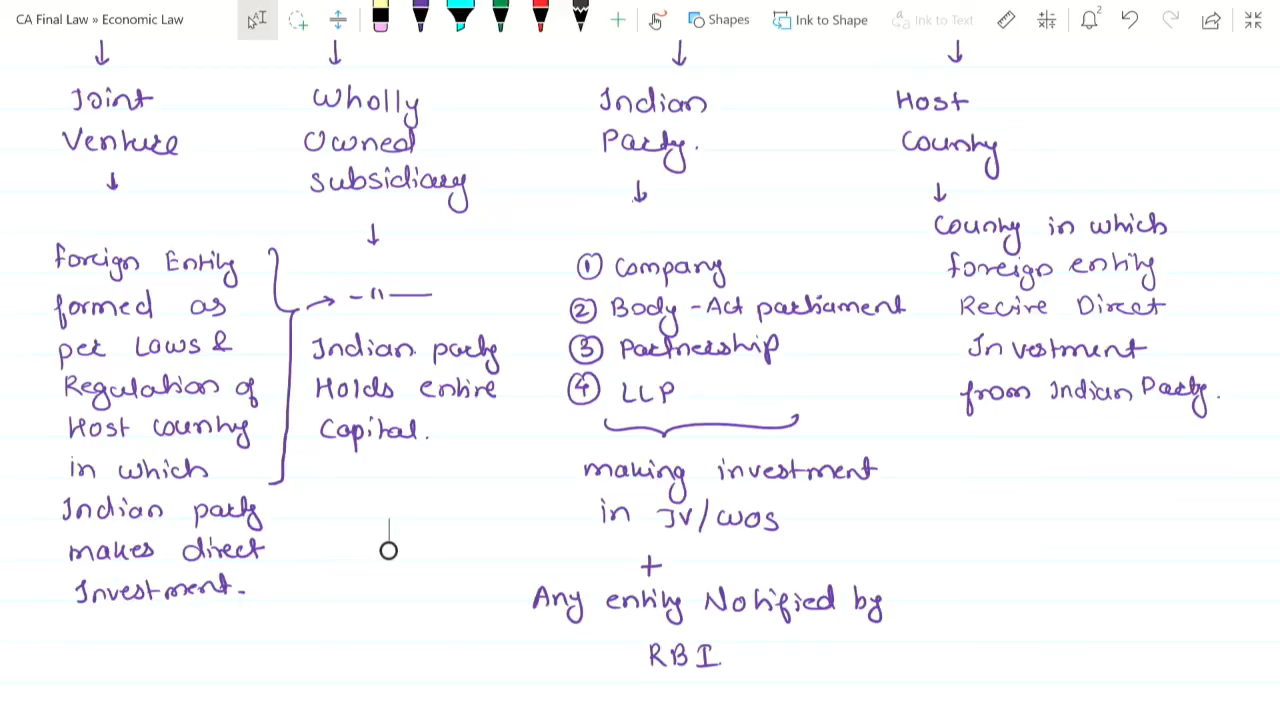 CA Final Law » Economic Law
Shapes
Ink to Shape
Ink to Text
2
Joint
Venture
Foreign Entity
formed as
per Laws &
Regulation of
Host country
in which
Indian party
makes direct
Investment.
Wholly
Owned
Subsidiary
-"-
Indian party
Holds entire
Capital.
Indian
Party.
① Company
② Body - Act parliament
③ Partnership
④ LLP
making investment
in JV/WOS
+
Any entity Notified by
RBI.
Host
Country
Country in which
foreign entity
Recive Direct
Investment
from Indian Party.